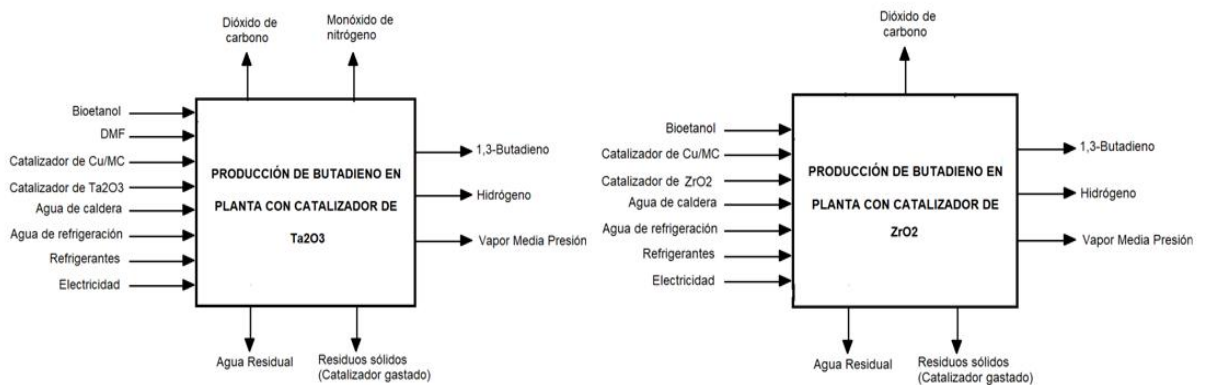 Dióxido de
carbono
Monóxido de
nitrógeno
Bioetanol
DMF
Catalizador de Cu/MC
Catalizador de Ta2O3
Agua de caldera
Agua de refrigeración
Refrigerantes
Electricidad
PRODUCCIÓN DE BUTADIENO EN
PLANTA CON CATALIZADOR DE
Ta2O3
1,3-Butadieno
Hidrógeno
Vapor Media Presión
Agua Residual
Residuos sólidos
(Catalizador gastado)
Dióxido de
carbono
Bioetanol
Catalizador de Cu/MC
Catalizador de ZrO2
Agua de caldera
Agua de refrigeración
Refrigerantes
Electricidad
PRODUCCIÓN DE BUTADIENO EN
PLANTA CON CATALIZADOR DE
ZrO2
1,3-Butadieno
Hidrógeno
Vapor Media Presión
Agua Residual
Residuos sólidos
(Catalizador gastado)